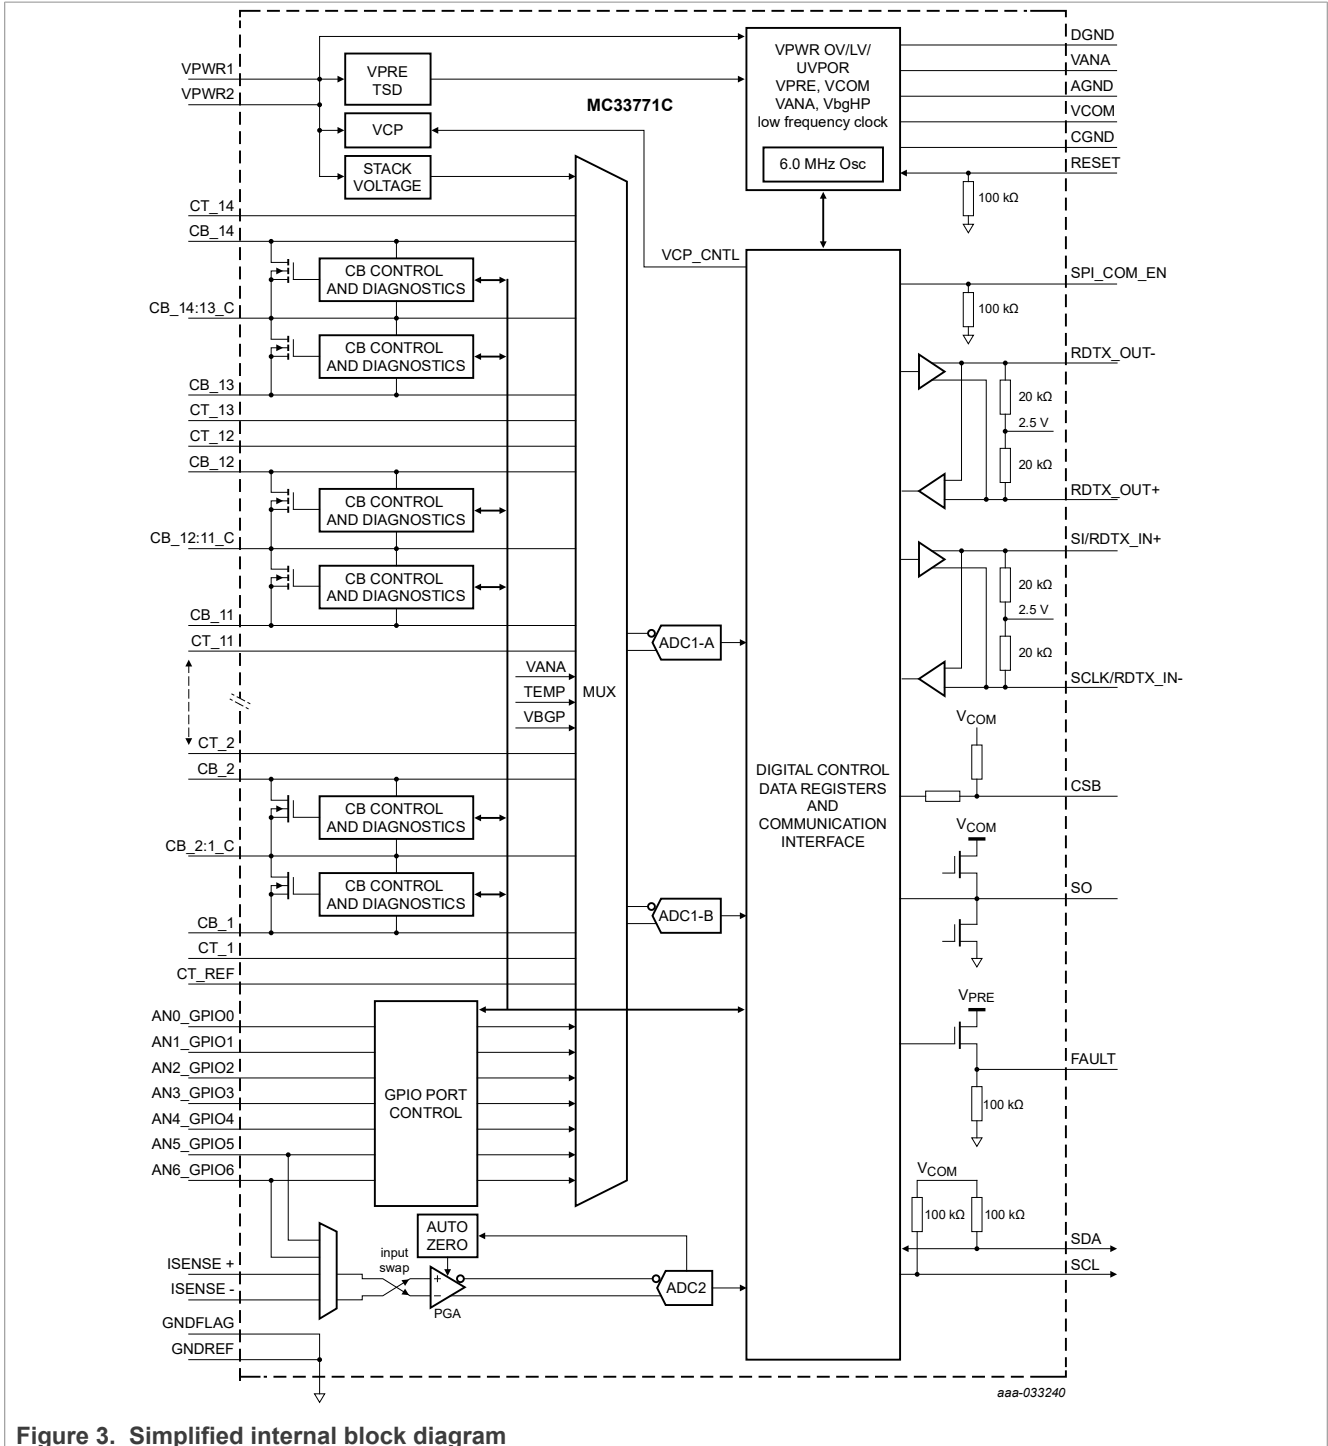 VPWR1
VPWR2
VPRE
TSD
VCP
STACK
VOLTAGE
MC33771C
VPWR OV/LV/
UVPOR
VPRE, VCOM
VANA, VbgHP
low frequency clock
6.0 MHz Osc
DGND
VANA
AGND
VCOM
CGND
RESET
100 kΩ
CT_14
CB_14
CB CONTROL
AND DIAGNOSTICS
CB_14:13_C
CB CONTROL
AND DIAGNOSTICS
CB_13
CT_13
CT_12
CB_12
CB CONTROL
AND DIAGNOSTICS
CB_12:11_C
CB CONTROL
AND DIAGNOSTICS
CB_11
CT_11
VANA
TEMP
VBGP
MUX
CT_2
CB_2
CB CONTROL
AND DIAGNOSTICS
CB_2:1_C
CB CONTROL
AND DIAGNOSTICS
CB_1
CT_1
CT_REF
VCP_CNTL
ADC1-A
ADC1-B
DIGITAL CONTROL
DATA REGISTERS
AND
COMMUNICATION
INTERFACE
SPI_COM_EN
100 kΩ
RDTX_OUT-
20 kΩ
2.5 V
20 kΩ
RDTX_OUT+
SI/RDTX_IN+
20 kΩ
2.5 V
20 kΩ
SCLK/RDTX_IN-
VCOM
CSB
VCOM
SO
VPRE
FAULT
100 kΩ
VCOM
100 kΩ
100 kΩ
SDA
SCL
AN0_GPIO0
AN1_GPIO1
AN2_GPIO2
AN3_GPIO3
AN4_GPIO4
AN5_GPIO5
AN6_GPIO6
GPIO PORT
CONTROL
AUTO
ZERO
input
swap
+
−
PGA
ADC2
ISENSE +
ISENSE -
GNDFLAG
GNDREF
aaa-033240
Figure 3. Simplified internal block diagram